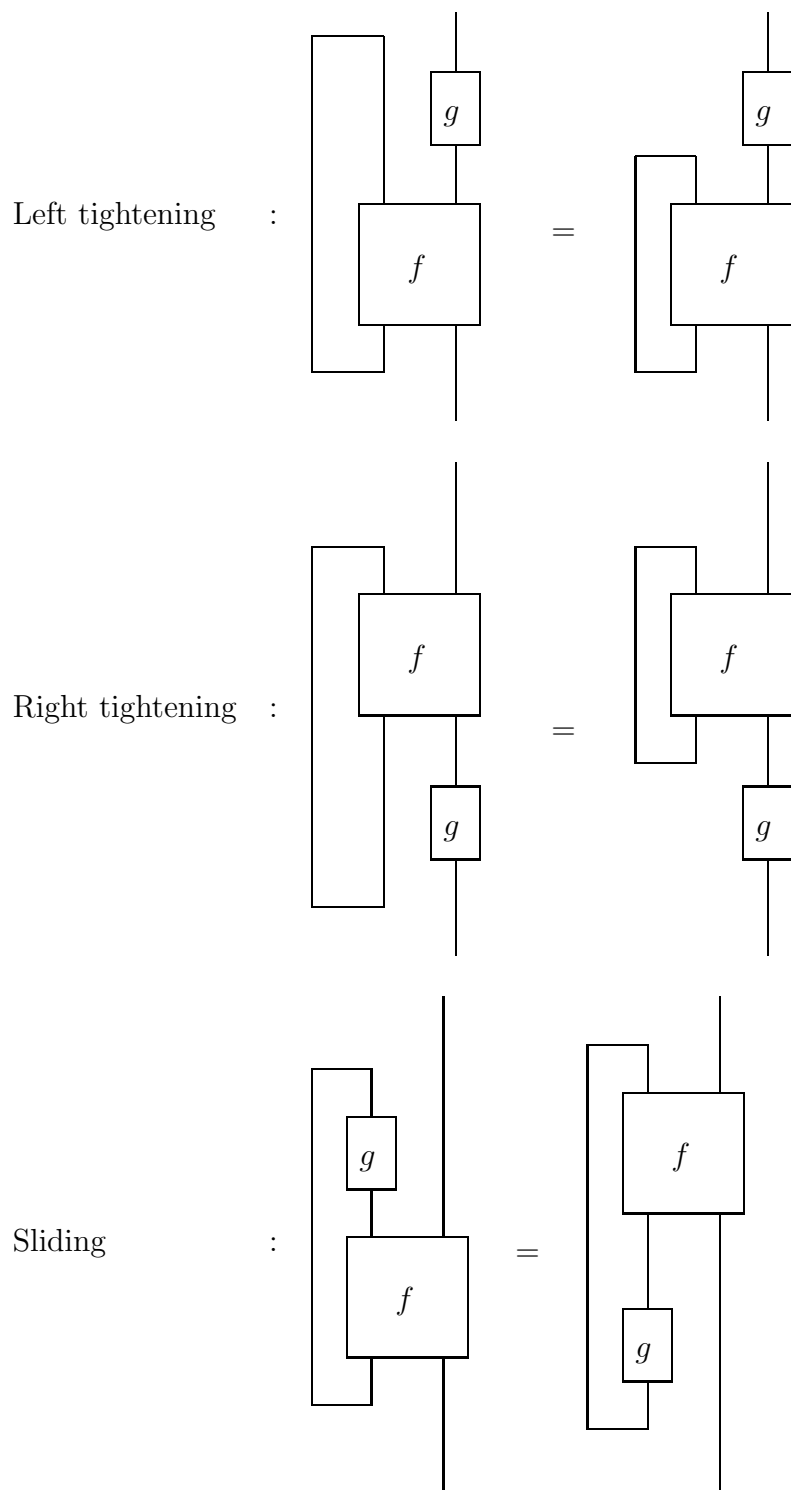 g g
Left tightening : f = f
f f
Right tightening : =
g g
g f
Sliding : =
f
g